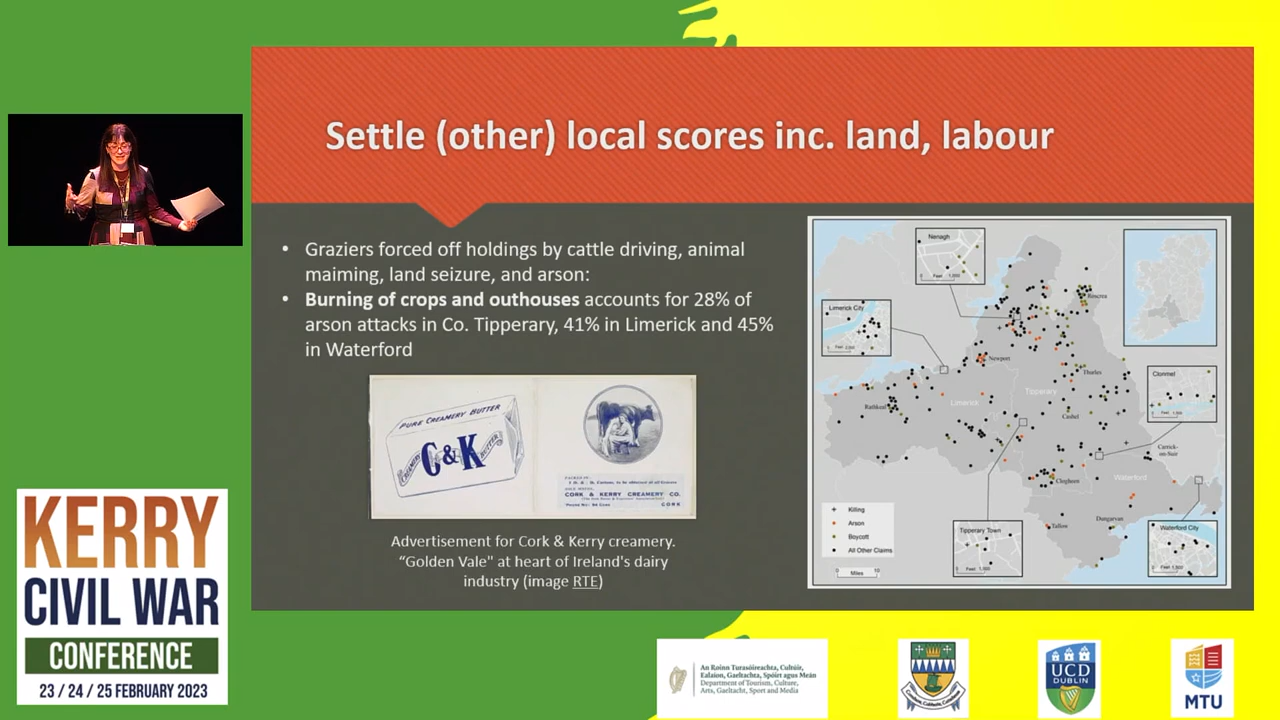 Settle (other) local scores inc. land, labour
• Graziers forced off holdings by cattle driving, animal
maiming, land seizure, and arson:
• Burning of crops and outhouses accounts for 28% of
arson attacks in Co. Tipperary, 41% in Limerick and 45%
in Waterford
PURE CREAMERY BUTTER
C&K
CREAMERY
BUTTER
CORK & KERRY CREAMERY CO.
CORK
Advertisement for Cork & Kerry creamery.
“Golden Vale" at heart of Ireland's dairy
industry (image RTE)
Nenagh
Limerick City
Roscrea
Newport
Thurles
Clonmel
Rathkeale
Limerick
Tipperary
Cashel
Carrick-
on-Suir
Clogheen
Waterford
Tallow
Dungarvan
Tipperary Town
Waterford City
Killing
Arson
Boycott
All Other Claims
Miles
KERRY
CIVIL WAR
CONFERENCE
23 / 24 / 25 FEBRUARY 2023
An Roinn Turasóireachta, Cultúir,
Ealaíon, Gaeltachta, Spóirt agus Meán
Department of Tourism, Culture,
Arts, Gaeltacht, Sport and Media
UCD
DUBLIN
MTU